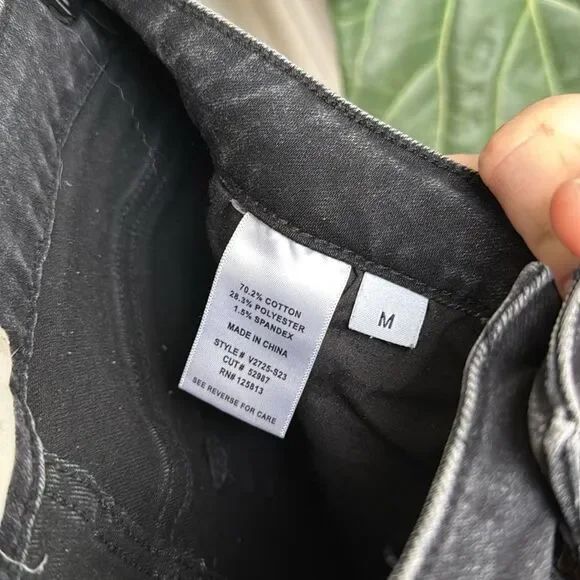 70.2% COTTON
28.3% POLYESTER
1.5% SPANDEX
MADE IN CHINA
STYLE# V2725-S23
CUT# 52987
RN# 125813
SEE REVERSE FOR CARE
M